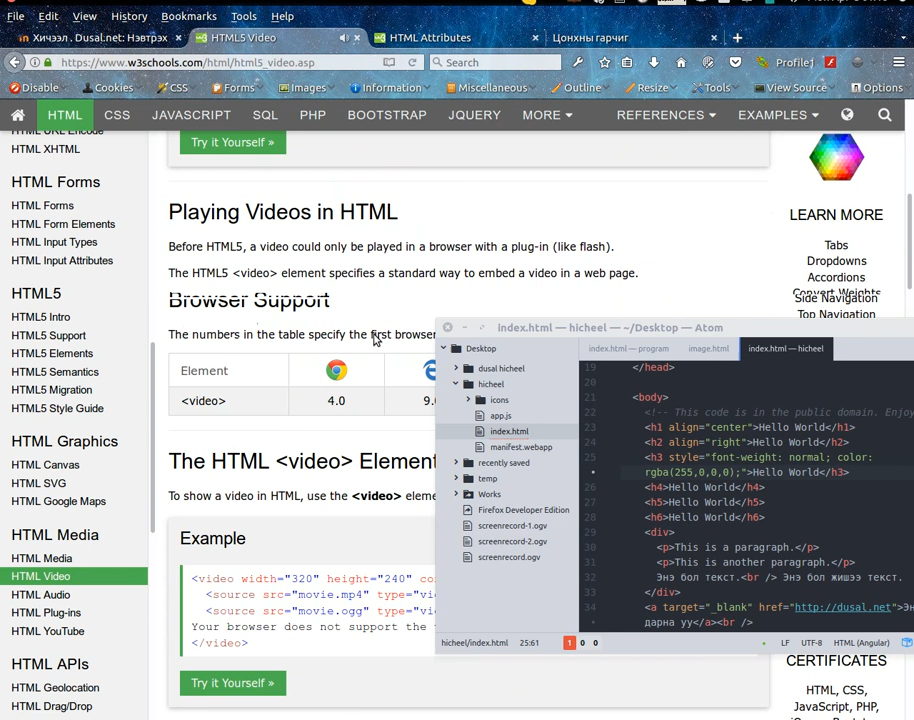 File Edit View History Bookmarks Tools Help
Хичээл . Dusal.net: Нэвтрэх
HTML5 Video
HTML Attributes
Цонхны гарчиг
https://www.w3schools.com/html/html5_video.asp
Search
Profile
Disable Cookies CSS Forms Images Information Miscellaneous Outline Resize Tools View Source Options
HTML CSS JAVASCRIPT SQL PHP BOOTSTRAP JQUERY MORE REFERENCES EXAMPLES
HTML URL Encode
HTML XHTML
HTML Forms
HTML Forms
HTML Form Elements
HTML Input Types
HTML Input Attributes
HTML5
HTML5 Intro
HTML5 Support
HTML5 Elements
HTML5 Semantics
HTML5 Migration
HTML5 Style Guide
HTML Graphics
HTML Canvas
HTML SVG
HTML Google Maps
HTML Media
HTML Media
HTML Video
HTML Audio
HTML Plug-ins
HTML YouTube
HTML APIs
HTML Geolocation
HTML Drag/Drop
Try it Yourself »
Playing Videos in HTML
Before HTML5, a video could only be played in a browser with a plug-in (like flash).
The HTML5 <video> element specifies a standard way to embed a video in a web page.
Browser Support
The numbers in the table specify the first browser
Element
<video> 4.0 9.0
The HTML <video> Element
To show a video in HTML, use the <video> eleme
Example
<video width="320" height="240" co
<source src="movie.mp4" type="vi
<source src="movie.ogg" type="vi
Your browser does not support the
</video>
Try it Yourself »
LEARN MORE
Tabs
Dropdowns
Accordions
Convert Weights
Side Navigation
Top Navigation
CERTIFICATES
HTML, CSS,
JavaScript, PHP,
index.html — hicheel — ~/Desktop — Atom
Desktop
dusal hicheel
hicheel
icons
app.js
index.html
manifest.webapp
recently saved
temp
Works
Firefox Developer Edition
screenrecord-1.ogv
screenrecord-2.ogv
screenrecord.ogv
index.html — program
image.html
index.html — hicheel
19 </head>
20
21 <body>
22 <!-- This code is in the public domain. Enjoy
23 <h1 align="center">Hello World</h1>
24 <h2 align="right">Hello World</h2>
25 <h3 style="font-weight: normal; color:
• rgba(255,0,0,0);">Hello World</h3>
26 <h4>Hello World</h4>
27 <h5>Hello World</h5>
28 <h6>Hello World</h6>
29 <div>
30 <p>This is a paragraph.</p>
31 <p>This is another paragraph.</p>
32 Энэ бол текст.<br /> Энэ бол жишээ текст.
33 </div>
34 <a target="_blank" href="http://dusal.net">Эн
• дарна уу</a><br />
hicheel/index.html 25:61 1 0 0 LF UTF-8 HTML (Angular)